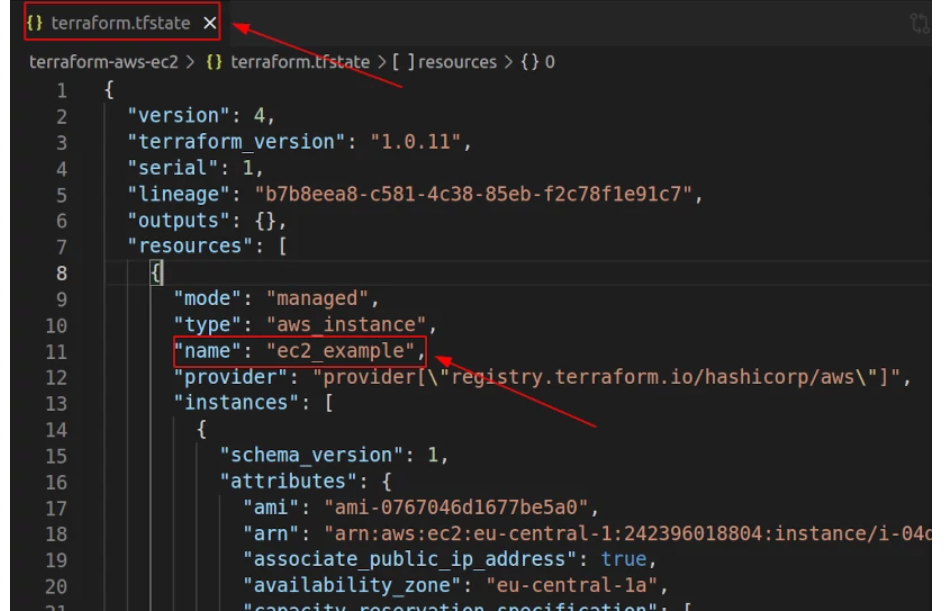 {} terraform.tfstate ×
terraform-aws-ec2 > {} terraform.tfstate > [ ] resources > {} 0
1 {
2 "version": 4,
3 "terraform_version": "1.0.11",
4 "serial": 1,
5 "lineage": "b7b8eea8-c581-4c38-85eb-f2c78f1e91c7",
6 "outputs": {},
7 "resources": [
8 {
9 "mode": "managed",
10 "type": "aws_instance",
11 "name": "ec2_example",
12 "provider": "provider[\"registry.terraform.io/hashicorp/aws\"]",
13 "instances": [
14 {
15 "schema_version": 1,
16 "attributes": {
17 "ami": "ami-0767046d1677be5a0",
18 "arn": "arn:aws:ec2:eu-central-1:242396018804:instance/i-04
19 "associate_public_ip_address": true,
20 "availability_zone": "eu-central-1a",
21 "capacity_reservation_specification": [